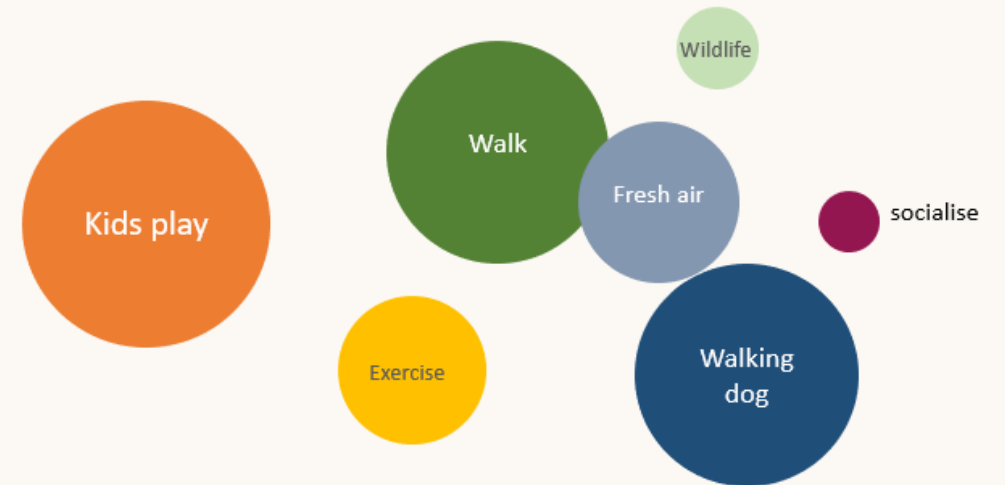 Wildlife
Walk
Fresh air
socialise
Kids play
Exercise
Walking
dog